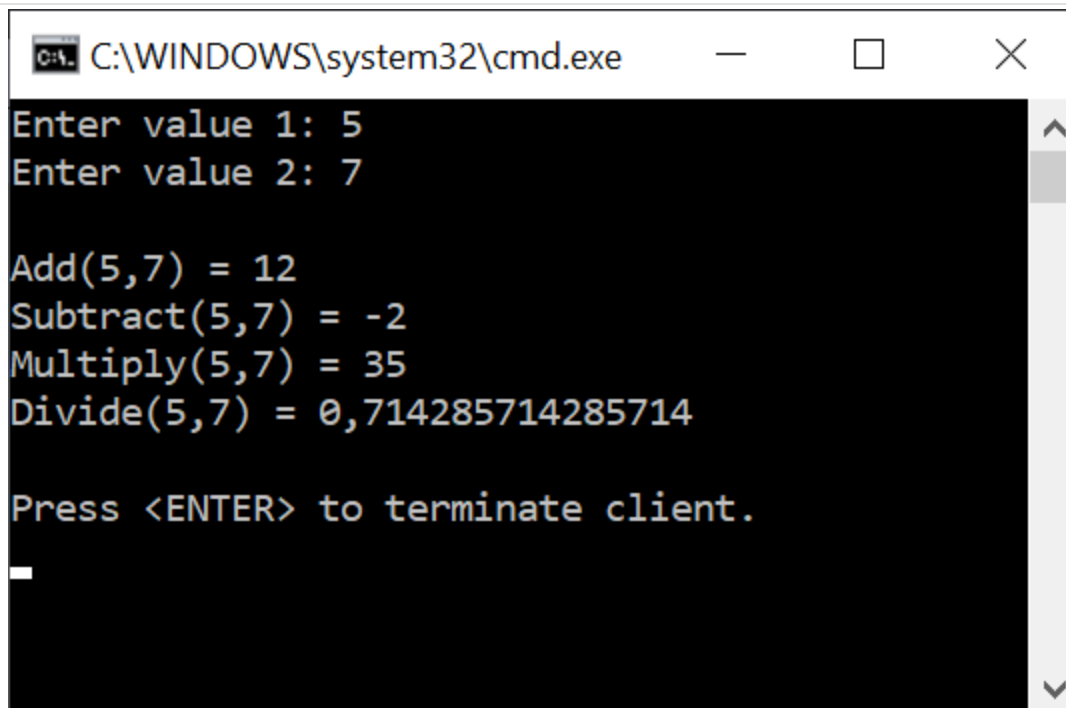 C:\WINDOWS\system32\cmd.exe
Enter value 1: 5
Enter value 2: 7
Add(5,7) = 12
Subtract(5,7) = -2
Multiply(5,7) = 35
Divide(5,7) = 0,714285714285714
Press <ENTER> to terminate client.